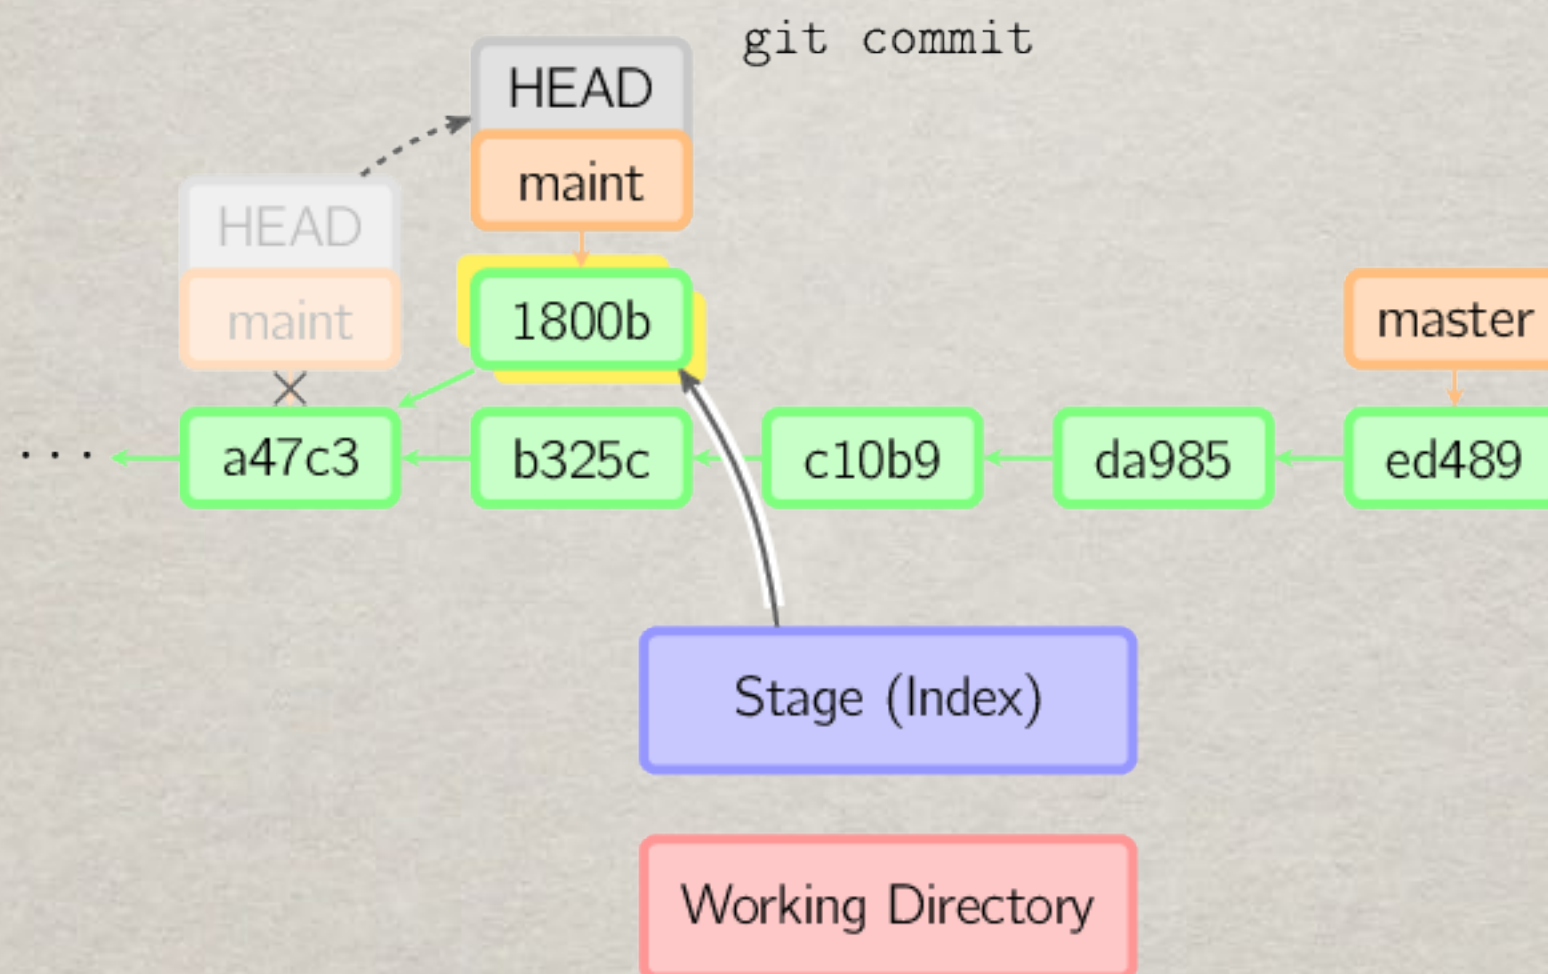 git commit
HEAD
maint
HEAD
maint
1800b
master
... a47c3 b325c c10b9 da985 ed489
Stage (Index)
Working Directory